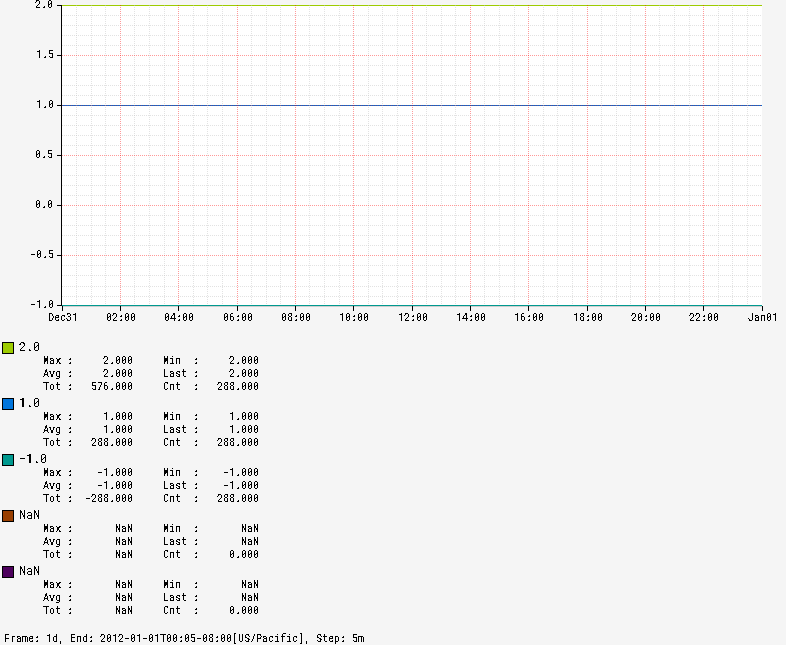 2.0
1.5
1.0
0.5
0.0
-0.5
-1.0
Dec31 02:00 04:00 06:00 08:00 10:00 12:00 14:00 16:00 18:00 20:00 22:00 Jan01
2.0
Max : 2.000 Min : 2.000
Avg : 2.000 Last : 2.000
Tot : 576.000 Cnt : 288.000
1.0
Max : 1.000 Min : 1.000
Avg : 1.000 Last : 1.000
Tot : 288.000 Cnt : 288.000
-1.0
Max : -1.000 Min : -1.000
Avg : -1.000 Last : -1.000
Tot : -288.000 Cnt : 288.000
NaN
Max : NaN Min : NaN
Avg : NaN Last : NaN
Tot : NaN Cnt : 0.000
NaN
Max : NaN Min : NaN
Avg : NaN Last : NaN
Tot : NaN Cnt : 0.000
Frame: 1d, End: 2012-01-01T00:05-08:00[US/Pacific], Step: 5m